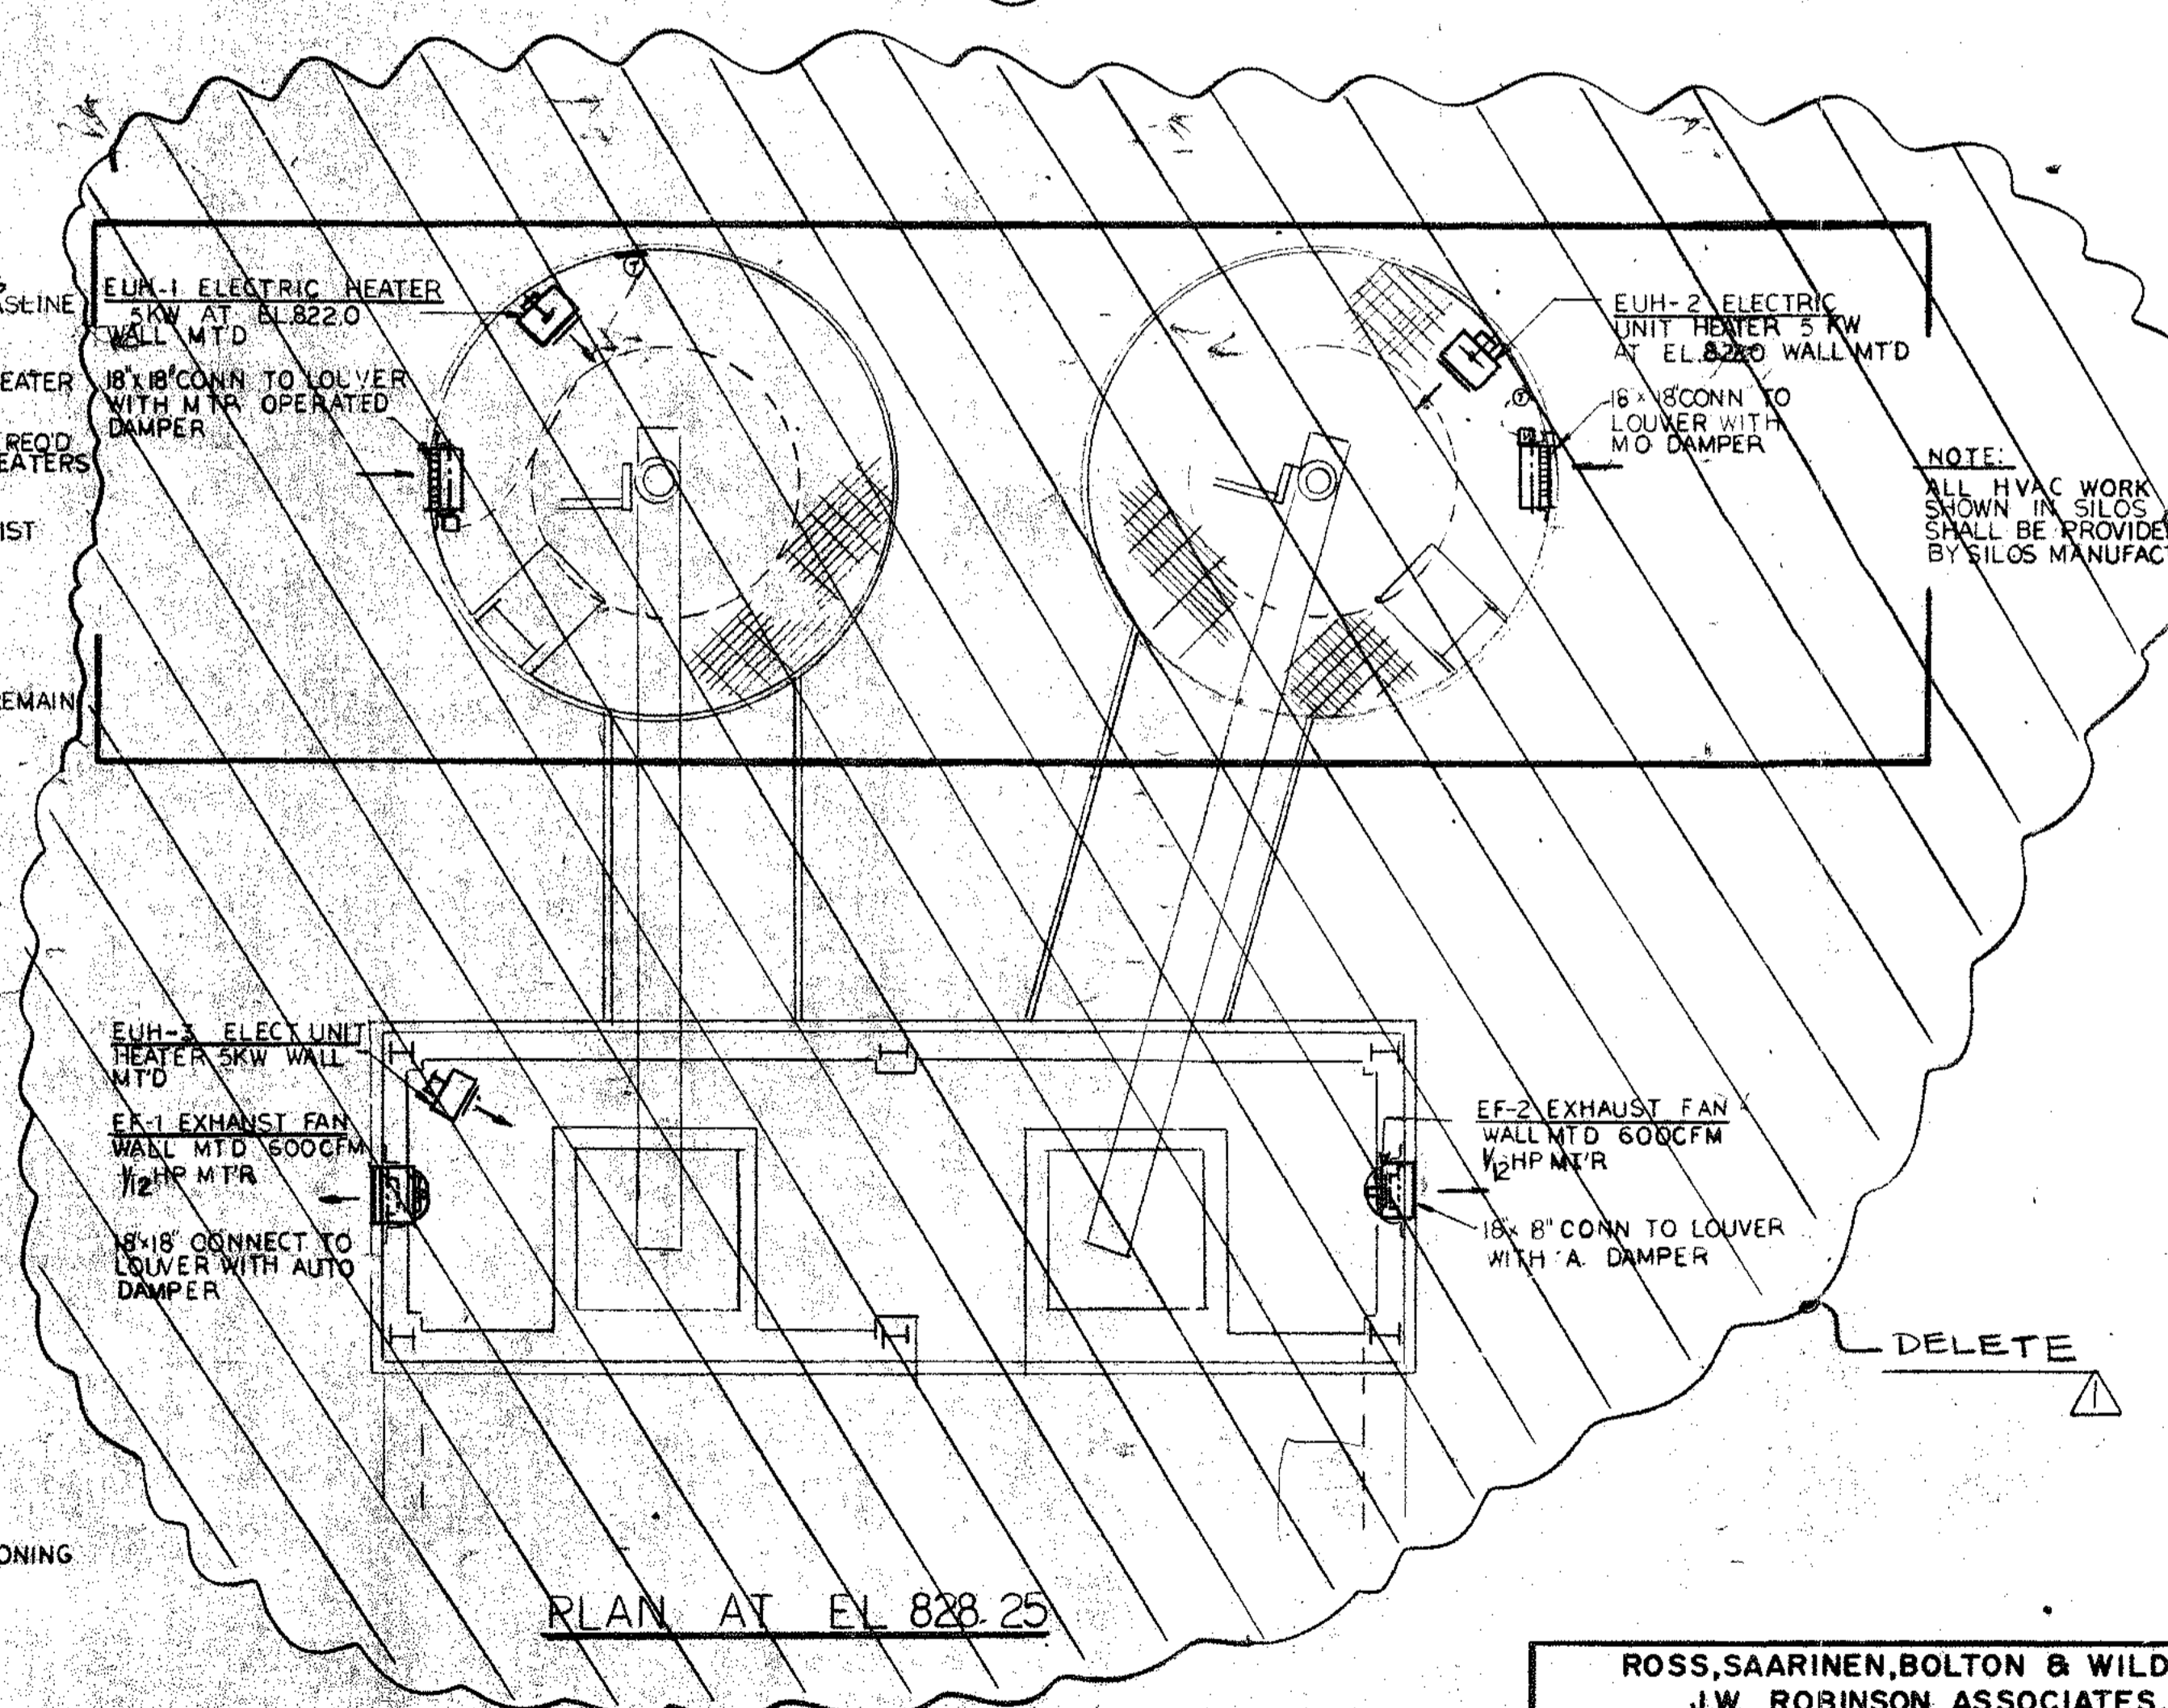 EUH-1 ELECTRIC HEATER
5KW AT EL.822.0
WALL MTD
18"x18" CONN TO LOUVER
WITH MTR OPERATED
DAMPER
EUH-2 ELECTRIC
UNIT HEATER 5 KW
AT EL. WALL MTD
18"x18" CONN TO
LOUVER WITH
MO DAMPER
NOTE:
ALL HVAC WORK
SHOWN IN SILOS
SHALL BE PROVIDE
BY SILOS MANUFAC
T
T
SLINE
EATER
REQ'D
EATERS
IST
EMAIN
ONING
EUH-3 ELECT UNIT
HEATER 5KW WALL
MT'D
EF-1 EXHAUST FAN
WALL MTD 600CFM
1/12 HP MT'R
18"x18" CONNECT TO
LOUVER WITH AUTO
DAMPER
EF-2 EXHAUST FAN
WALL MTD 600CFM
1/12 HP MT'R
18"x 8" CONN TO LOUVER
WITH A. DAMPER
DELETE
1
PLAN AT EL 828.25
ROSS,SAARINEN,BOLTON & WILD
J.W. ROBINSON ASSOCIATES